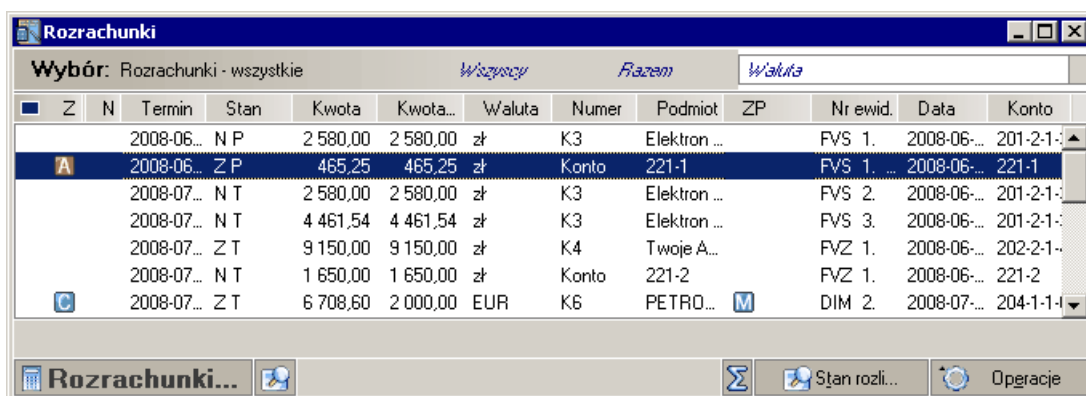 Rozrachunki
Wybór: Rozrachunki - wszystkie Wszyscy Razem Waluta
Z N Termin Stan Kwota Kwota... Waluta Numer Podmiot ZP Nr ewid. Data Konto
2008-06... N P 2 580,00 2 580,00 zł K3 Elektron ... FVS 1. 2008-06-... 201-2-1-
A 2008-06... Z P 465,25 465,25 zł Konto 221-1 FVS 1. ... 2008-06-... 221-1
2008-07... N T 2 580,00 2 580,00 zł K3 Elektron ... FVS 2. 2008-06-... 201-2-1-
2008-07... N T 4 461,54 4 461,54 zł K3 Elektron ... FVS 3. 2008-06-... 201-2-1-
2008-07... Z T 9 150,00 9 150,00 zł K4 Twoje A... FVZ 1. 2008-06-... 202-2-1-
2008-07... N T 1 650,00 1 650,00 zł Konto 221-2 FVZ 1. 2008-06-... 221-2
C 2008-07... Z T 6 708,60 2 000,00 EUR K6 PETRO... M DIM 2. 2008-07-... 204-1-1-
Rozrachunki... Σ Stan rozli... Operacje